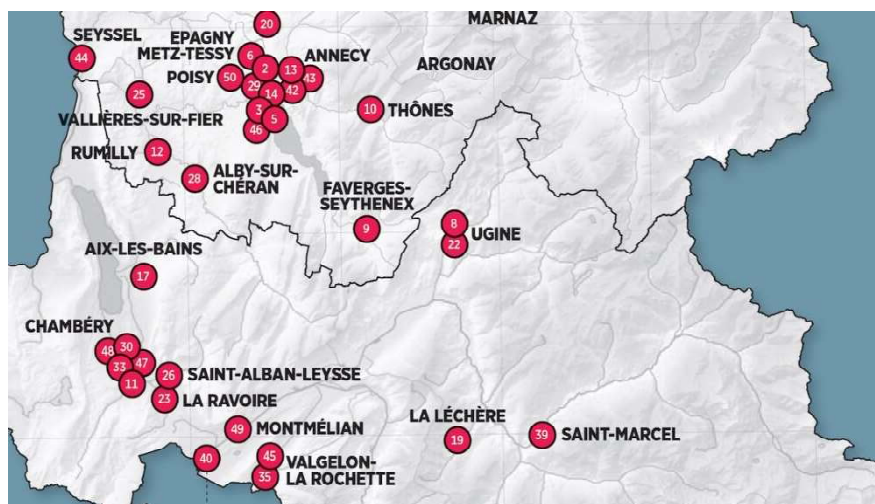 MARNAZ
20
SEYSSEL
44
EPAGNY
METZ-TESSY
6
2
13
ANNECY
43
ARGONAY
POISY
50
29
14
42
25
3
5
46
10
THÔNES
VALLIÈRES-SUR-FIER
RUMILLY
12
28
ALBY-SUR-
CHÉRAN
FAVERGES-
SEYTHENEX
9
8
22
UGINE
AIX-LES-BAINS
17
CHAMBÉRY
48
30
33
47
11
26
SAINT-ALBAN-LEYSSE
23
LA RAVOIRE
49
MONTMÉLIAN
LA LÉCHÈRE
19
39
SAINT-MARCEL
40
45
35
VALGELON-
LA ROCHETTE